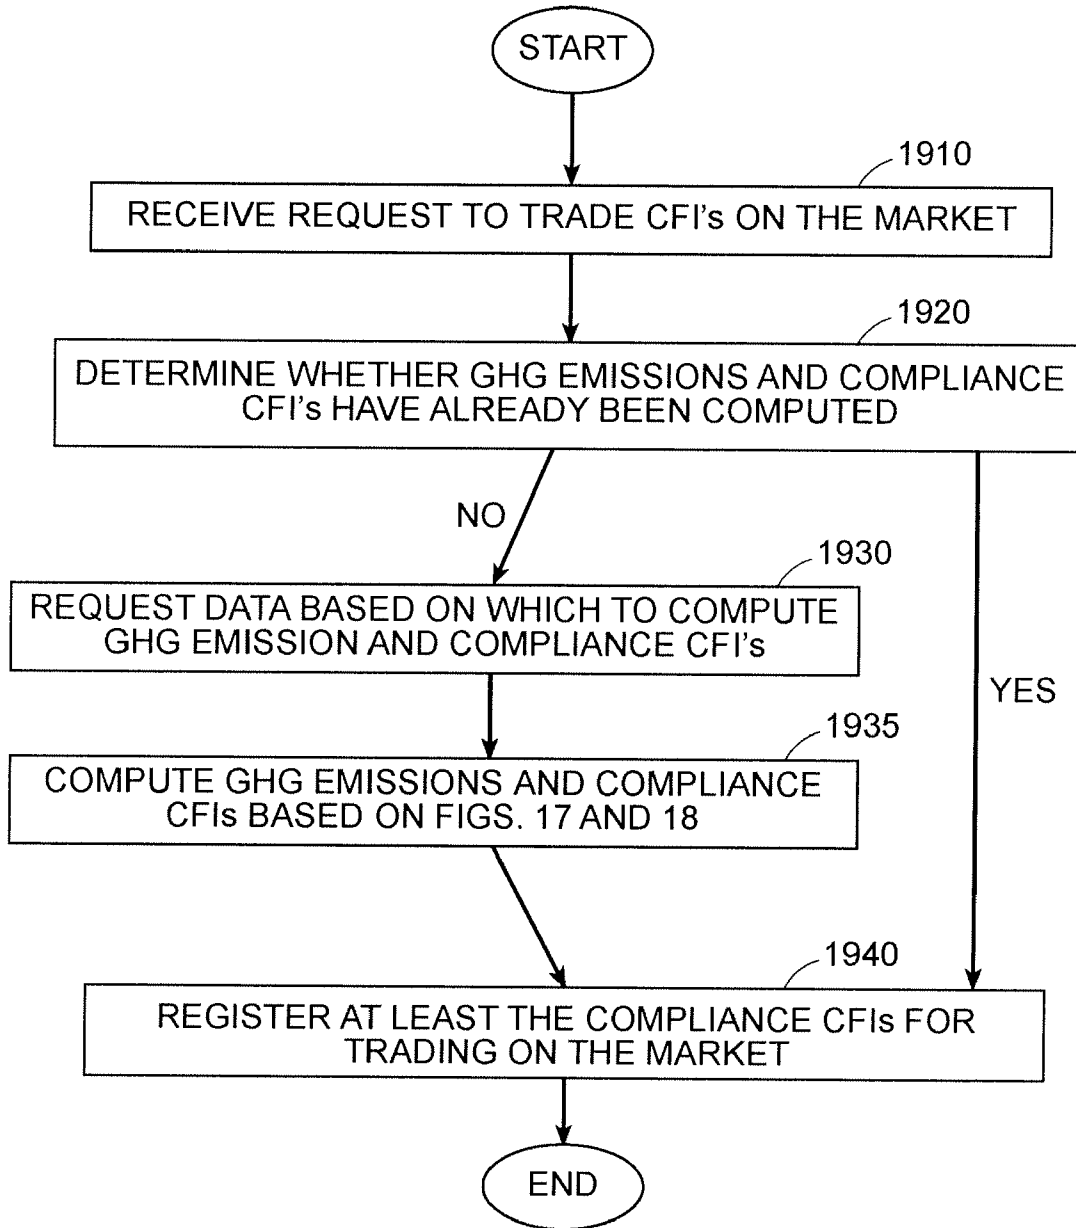 START
1910
RECEIVE REQUEST TO TRADE CFI's ON THE MARKET
1920
DETERMINE WHETHER GHG EMISSIONS AND COMPLIANCE
CFI's HAVE ALREADY BEEN COMPUTED
NO
1930
REQUEST DATA BASED ON WHICH TO COMPUTE
GHG EMISSION AND COMPLIANCE CFI's
YES
1935
COMPUTE GHG EMISSIONS AND COMPLIANCE
CFIs BASED ON FIGS. 17 AND 18
1940
REGISTER AT LEAST THE COMPLIANCE CFIs FOR
TRADING ON THE MARKET
END